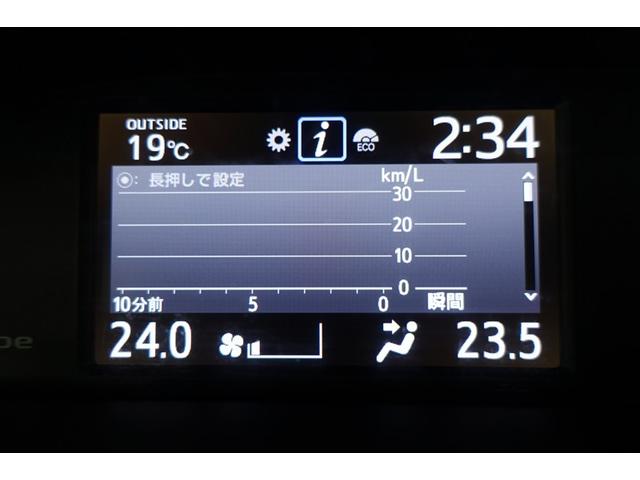 OUTSIDE
19℃
i
ECO
2:34
◉: 長押しで設定
km/L
30
20
10
0
10分前 5 0 瞬間
24.0 23.5